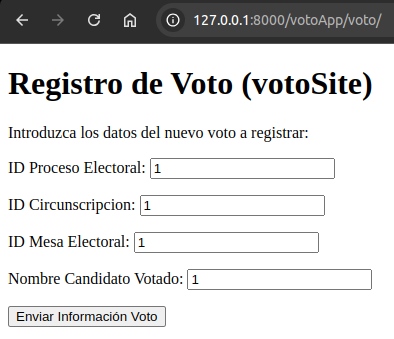 127.0.0.1:8000/votoApp/voto/
Registro de Voto (votoSite)
Introduzca los datos del nuevo voto a registrar:
ID Proceso Electoral: 1
ID Circunscripcion: 1
ID Mesa Electoral: 1
Nombre Candidato Votado: 1
Enviar Información Voto